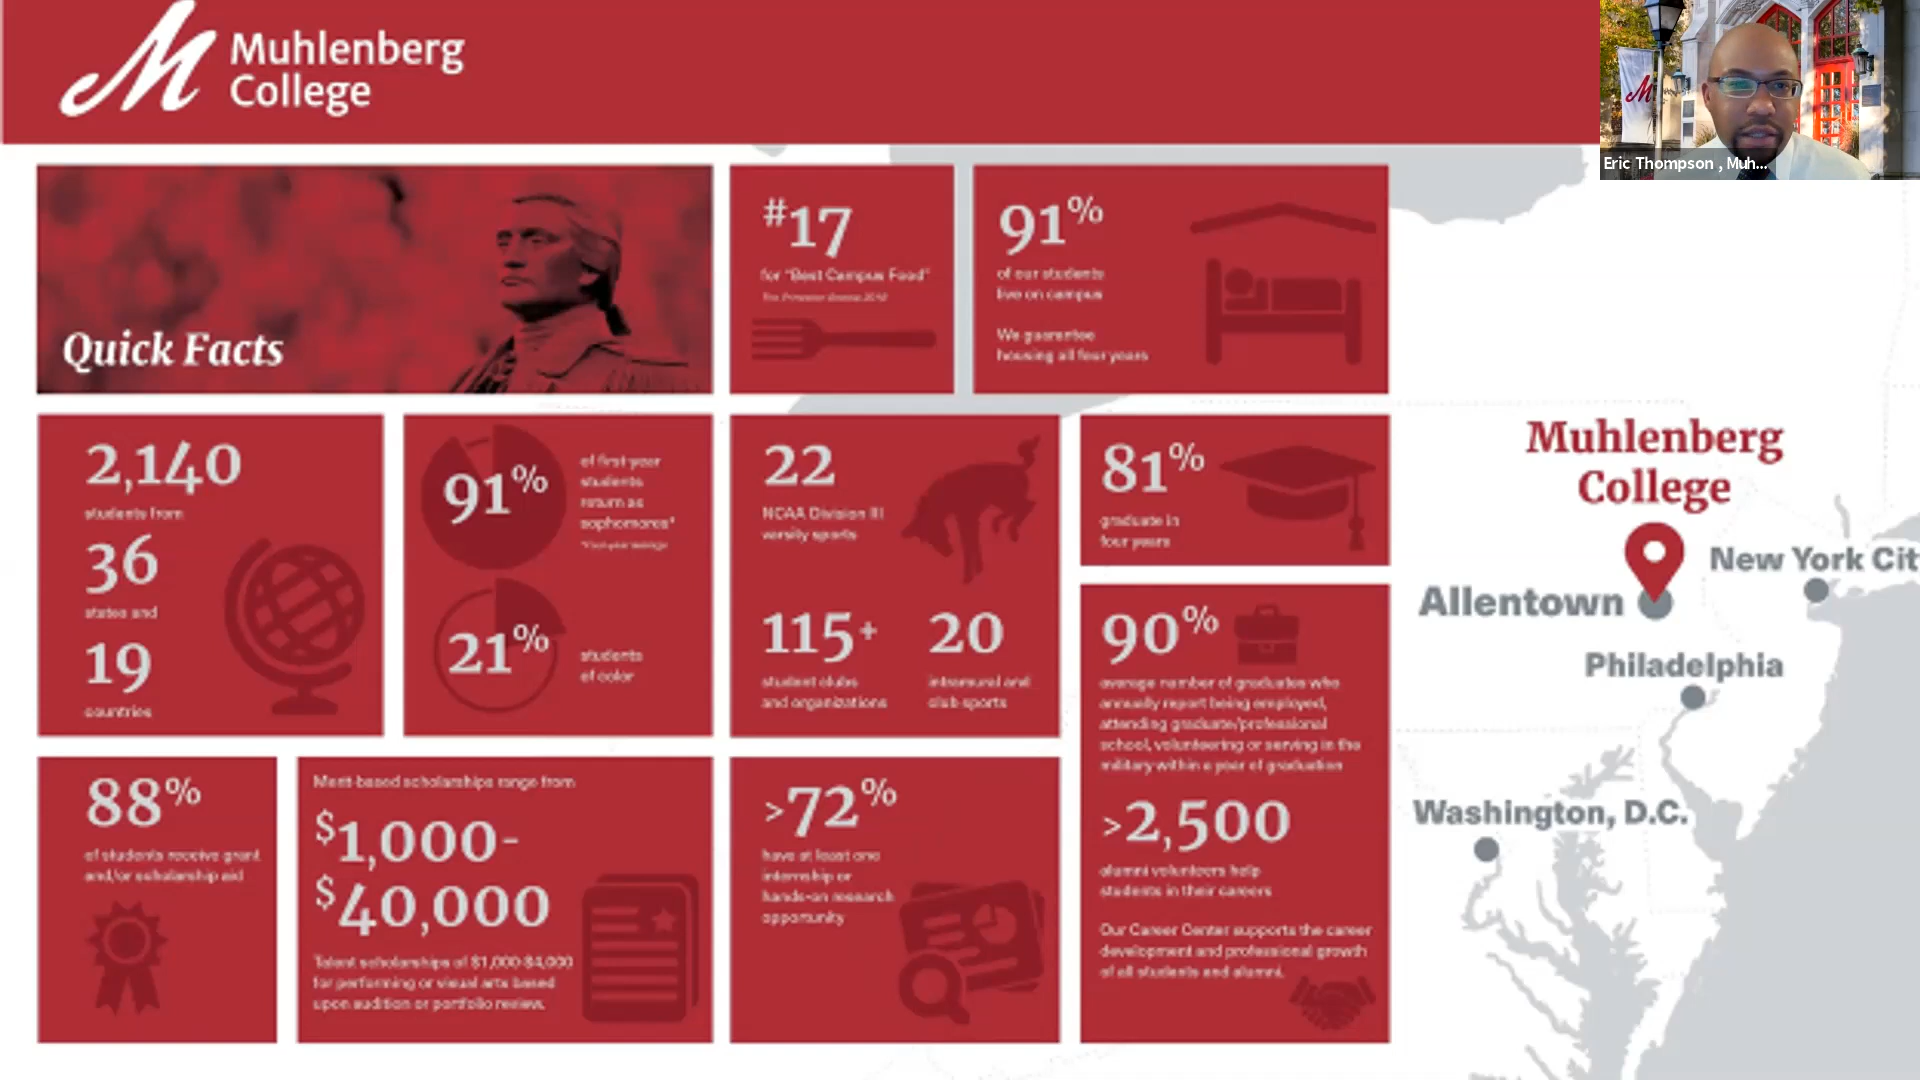 Muhlenberg
College
Eric Thompson , Muh...
Quick Facts
#17
for "Best Campus Food"
91%
of our students
live on campus
We guarantee
housing all four years
2,140
students from
36
states and
19
countries
91%
of first-year
students
return as
sophomores*
21%
students
of color
22
NCAA Division III
varsity sports
115+
student clubs
and organizations
20
intramural and
club sports
81%
graduate in
four years
90%
average number of graduates who
annually report being employed,
attending graduate/professional
school, volunteering or serving in the
military within a year of graduation
>2,500
alumni volunteers help
students in their careers
Our Career Center supports the career
development and professional growth
of all students and alumni.
88%
of students receive grant
and/or scholarship aid
Merit-based scholarships range from
$1,000-
$40,000
Talent scholarships of $1,000-$4,000
for performing or visual arts based
upon audition or portfolio review.
>72%
have at least one
internship or
hands-on research
opportunity
Muhlenberg
College
New York Cit
Allentown
Philadelphia
Washington, D.C.